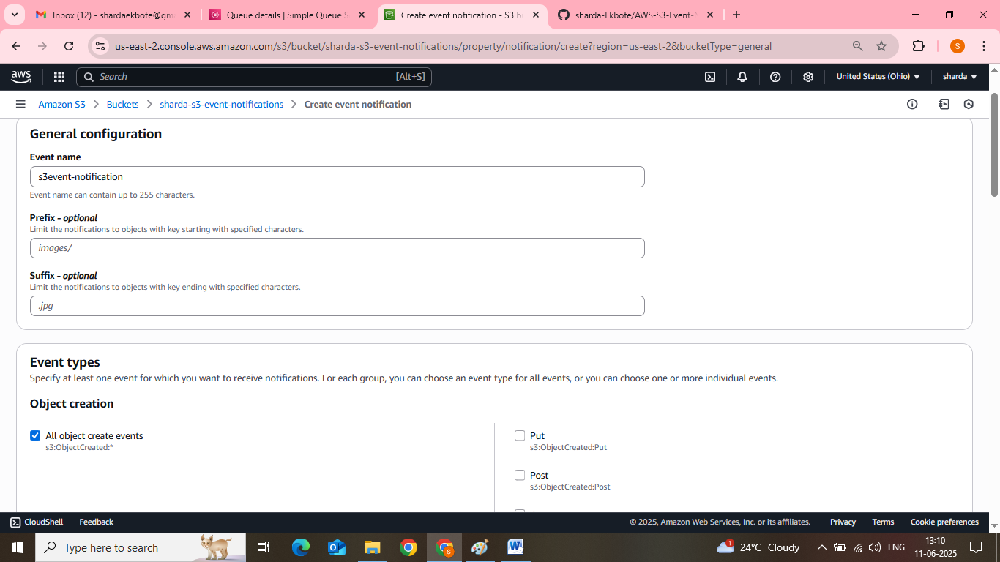 Inbox (12) - shardaekbote@gm
Queue details | Simple Queue S
Create event notification - S3 bu
sharda-Ekbote/AWS-S3-Event-N
us-east-2.console.aws.amazon.com/s3/bucket/sharda-s3-event-notifications/property/notification/create?region=us-east-2&bucketType=general
S
aws
Search
[Alt+S]
United States (Ohio)
sharda
Amazon S3
Buckets
sharda-s3-event-notifications
Create event notification
General configuration
Event name
s3event-notification
Event name can contain up to 255 characters.
Prefix - optional
Limit the notifications to objects with key starting with specified characters.
images/
Suffix - optional
Limit the notifications to objects with key ending with specified characters.
.jpg
Event types
Specify at least one event for which you want to receive notifications. For each group, you can choose an event type for all events, or you can choose one or more individual events.
Object creation
All object create events
s3:ObjectCreated:*
Put
s3:ObjectCreated:Put
Post
s3:ObjectCreated:Post
CloudShell
Feedback
© 2025, Amazon Web Services, Inc. or its affiliates.
Privacy
Terms
Cookie preferences
Type here to search
1
24°C Cloudy
ENG
13:10
11-06-2025